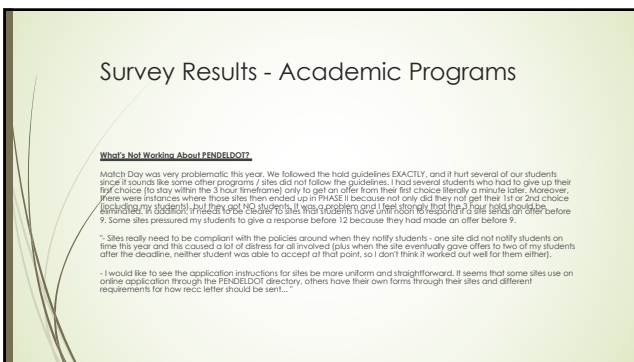 Survey Results - Academic Programs
What's Not Working About PENDELDOT?
Match Day was very problematic this year. We followed the hold guidelines EXACTLY, and it hurt several of our students
since it sounds like some other programs / sites did not follow the guidelines. I had several students who had to give up their
first choice (to stay within the 3 hour timeframe) only to get an offer from their first choice literally a minute later. Moreover,
there were instances where those sites then ended up in PHASE II because not only did they not get their 1st or 2nd choice
(including my students), but they got NO students. It was a problem and I feel strongly that the 3 hour hold should be
eliminated. In addition, it needs to be clearer to sites that students have until noon to respond if a site sends an offer before
9. Some sites pressured my students to give a response before 12 because they had made an offer before 9.
"- Sites really need to be compliant with the policies around when they notify students - one site did not notify students on
time this year and this caused a lot of distress for all involved (plus when the site eventually gave offers to two of my students
after the deadline, neither student was able to accept at that point, so I don't think it worked out well for them either).
- I would like to see the application instructions for sites be more uniform and straightforward. It seems that some sites use an
online application through the PENDELDOT directory, others have their own forms through their sites and different
requirements for how recc letter should be sent... "